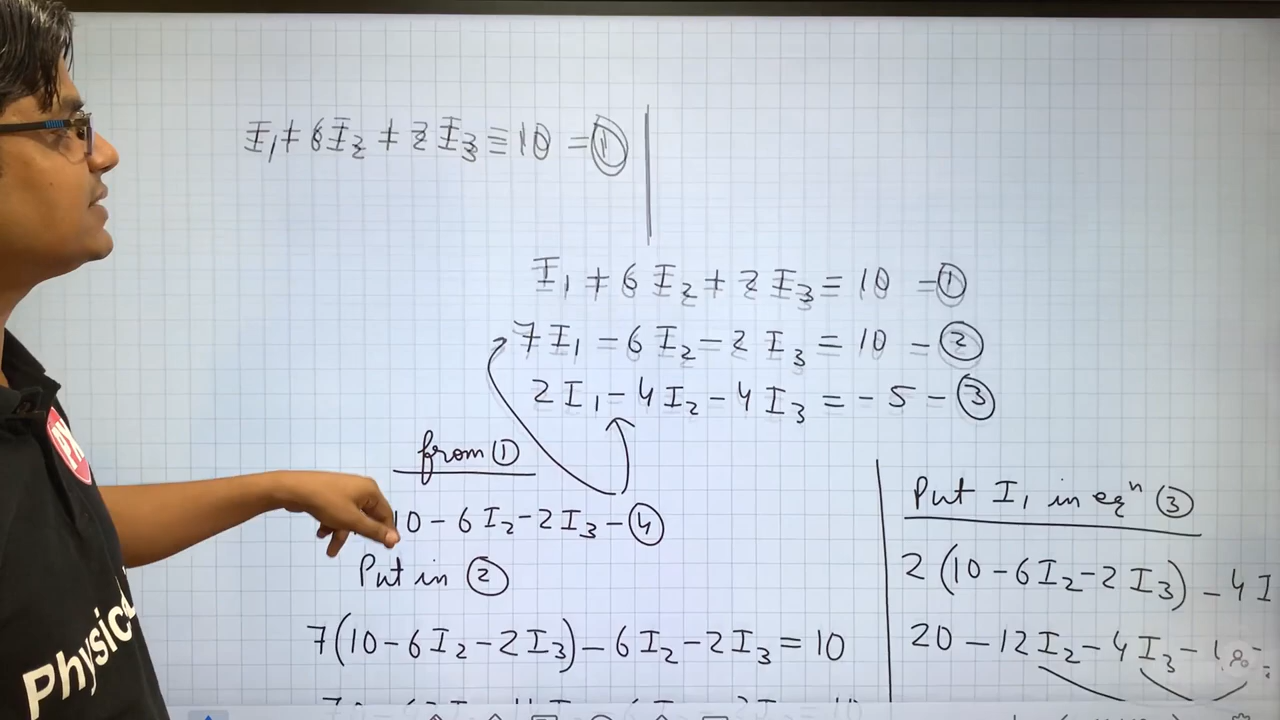 I₁ + 6I₂ + 2I₃ = 10 = ①
I₁ + 6I₂ + 2I₃ = 10 - ①
7I₁ - 6I₂ - 2I₃ = 10 - ②
2I₁ - 4I₂ - 4I₃ = - 5 - ③
from ①
10 - 6I₂ - 2I₃ - ④
Put in ②
7(10 - 6I₂ - 2I₃) - 6I₂ - 2I₃ = 10
Put I₁ in eqⁿ ③
2(10 - 6I₂ - 2I₃) - 4I
20 - 12I₂ - 4I₃ -
PX
Physics